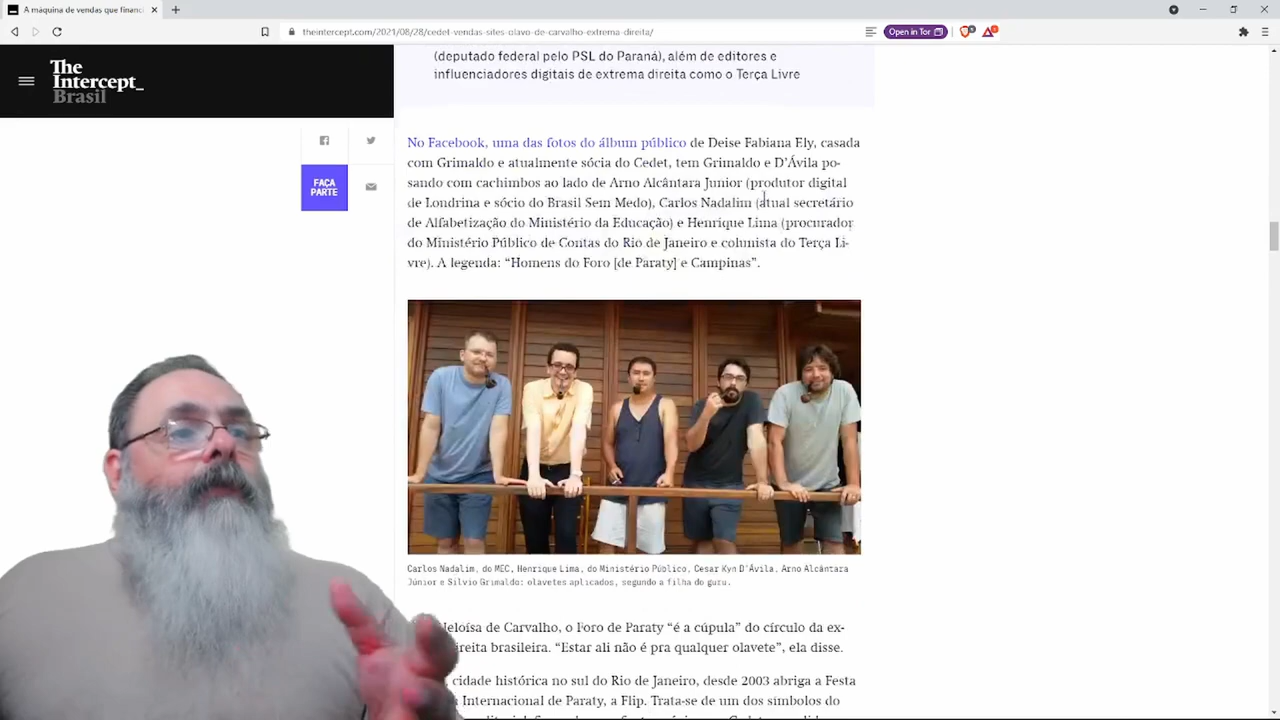 A máquina de vendas que financ
theintercept.com/2021/08/28/cedet-vendas-sites-olavo-de-carvalho-extrema-direita/
Open in Tor
The
Intercept_
Brasil
FAÇA
PARTE
(deputado federal pelo PSL do Paraná), além de editores e
influenciadores digitais de extrema direita como o Terça Livre
No Facebook, uma das fotos do álbum público de Deise Fabiana Ely, casada
com Grimaldo e atualmente sócia do Cedet, tem Grimaldo e D’Ávila po-
sando com cachimbos ao lado de Arno Alcântara Junior (produtor digital
de Londrina e sócio do Brasil Sem Medo), Carlos Nadalim (atual secretário
de Alfabetização do Ministério da Educação) e Henrique Lima (procurador
do Ministério Público de Contas do Rio de Janeiro e colunista do Terça Li-
vre). A legenda: “Homens do Foro [de Paraty] e Campinas”.
Carlos Nadalim, do MEC, Henrique Lima, do Ministério Público, Cesar Kyn D’Ávila, Arno Alcântara
Júnior e Silvio Grimaldo: olavetes aplicados, segundo a filha do guru.
eloísa de Carvalho, o Foro de Paraty “é a cúpula” do círculo da ex-
ireita brasileira. “Estar ali não é pra qualquer olavete”, ela disse.
cidade histórica no sul do Rio de Janeiro, desde 2003 abriga a Festa
Internacional de Paraty, a Flip. Trata-se de um dos símbolos do